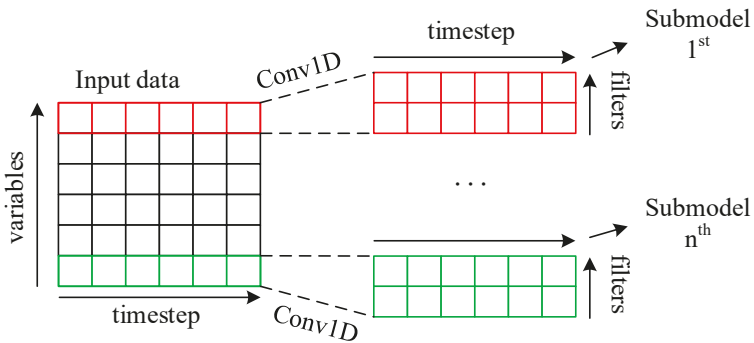 Submodel
1st
timestep
Conv1D
Input data
filters
variables
. . .
Submodel
nth
filters
timestep
Conv1D